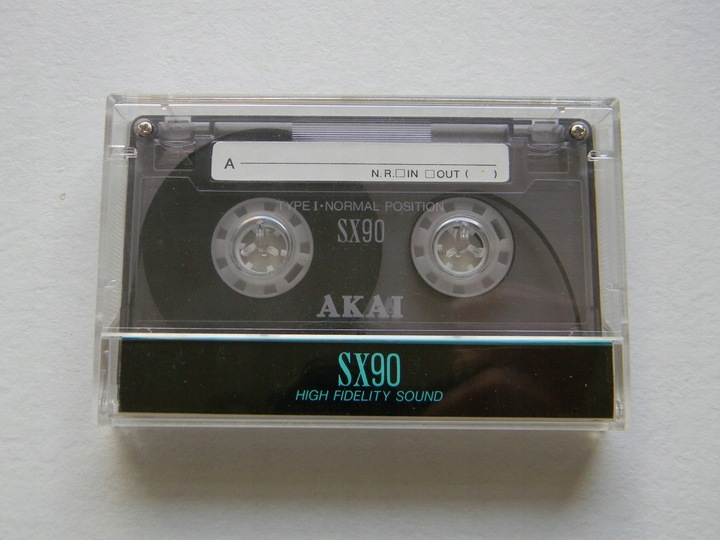 A
N.R.□IN □OUT ( )
TYPE I・NORMAL POSITION
SX90
AKAI
SX90
HIGH FIDELITY SOUND